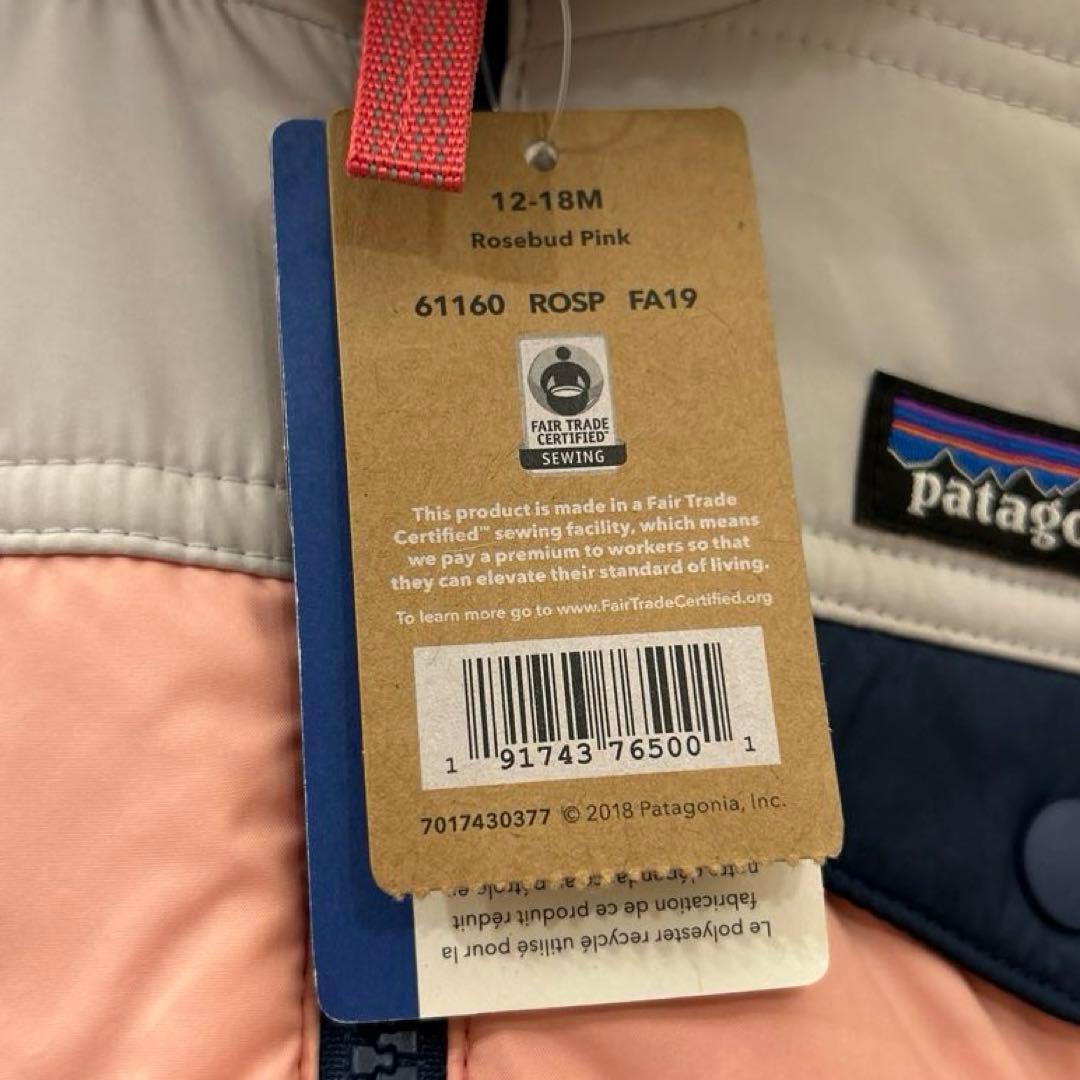 12-18M
Rosebud Pink
61160 ROSP FA19
FAIR TRADE
CERTIFIED™
SEWING
This product is made in a Fair Trade
Certified™ sewing facility, which means
we pay a premium to workers so that
they can elevate their standard of living.
To learn more go to www.FairTradeCertified.org
1 91743 76500 1
7017430377 © 2018 Patagonia, Inc.
Le polyester recyclé utilisé pour la
fabrication de ce produit réduit
patago